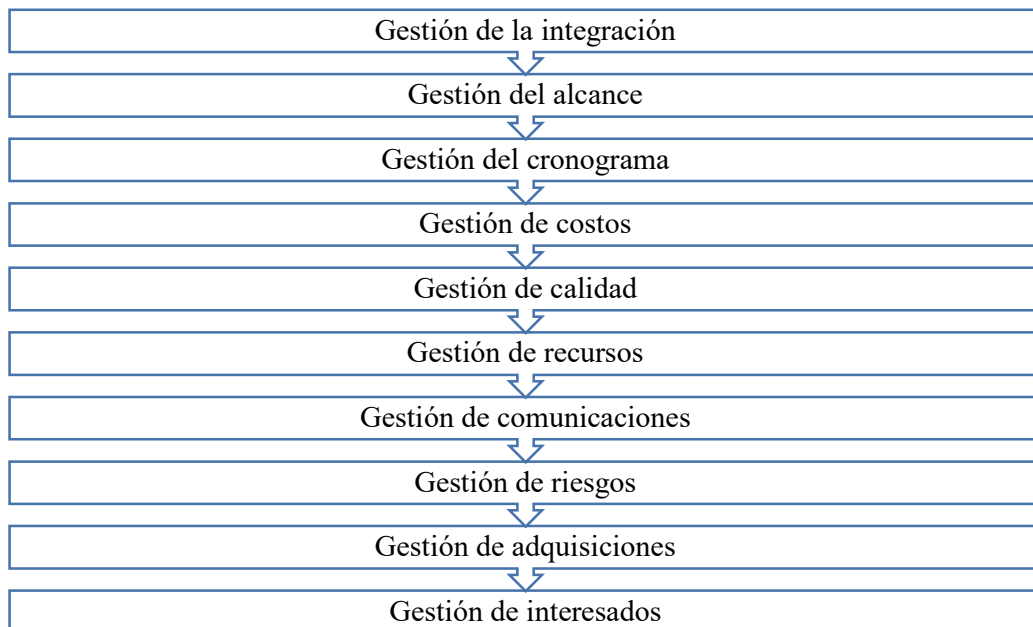 Gestión de la integración
Gestión del alcance
Gestión del cronograma
Gestión de costos
Gestión de calidad
Gestión de recursos
Gestión de comunicaciones
Gestión de riesgos
Gestión de adquisiciones
Gestión de interesados